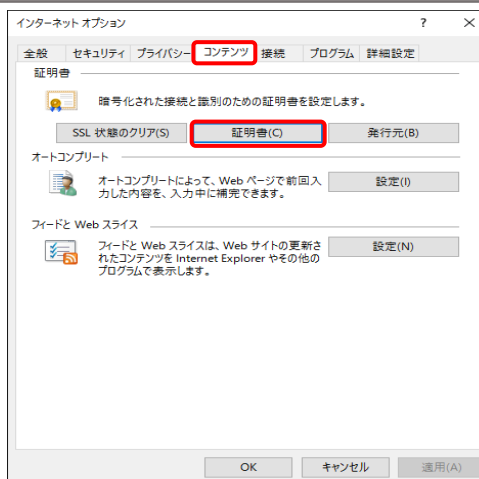 インターネット オプション ? ×
全般 セキュリティ プライバシー コンテンツ 接続 プログラム 詳細設定
証明書
暗号化された接続と識別のための証明書を設定します。
SSL 状態のクリア(S) 証明書(C) 発行元(B)
オートコンプリート
オートコンプリートによって、Web ページで前回入
力した内容を、入力中に補完できます。
設定(I)
フィードと Web スライス
フィードと Web スライスは、Web サイトの更新さ
れたコンテンツを Internet Explorer やその他の
プログラムで表示します。
設定(N)
OK キャンセル 適用(A)